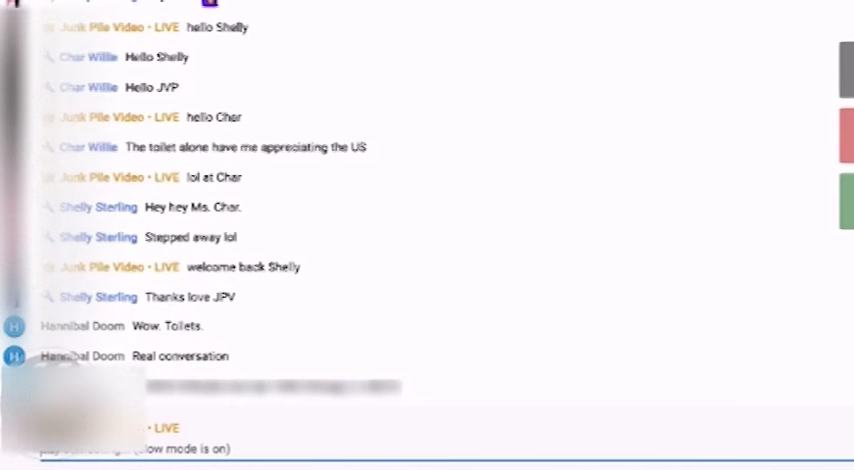 Junk Pile Video • LIVE hello Shelly
Char Willie Hello Shelly
Char Willie Hello JVP
Junk Pile Video • LIVE hello Char
Char Willie The toilet alone have me appreciating the US
Junk Pile Video • LIVE lol at Char
Shelly Sterling Hey hey Ms. Char.
Shelly Sterling Stepped away lol
Junk Pile Video • LIVE welcome back Shelly
Shelly Sterling Thanks love JPV
H Hannibal Doom Wow. Toilets.
H Hannibal Doom Real conversation
• LIVE
(slow mode is on)